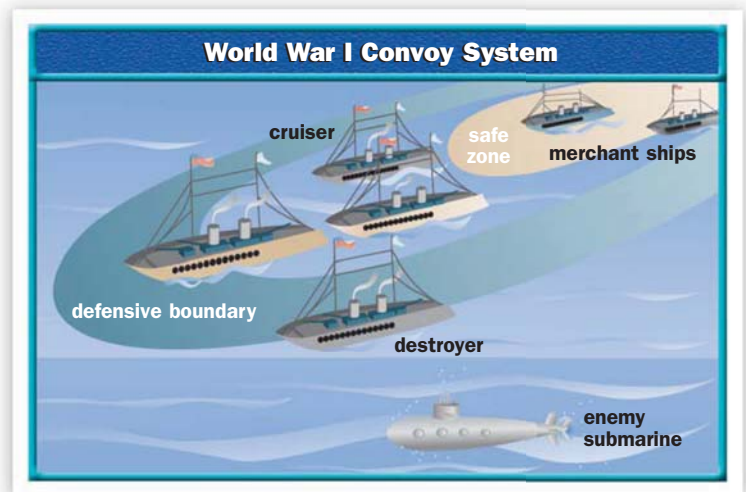 World War I Convoy System
cruiser
safe
zone
merchant ships
defensive boundary
destroyer
enemy
submarine